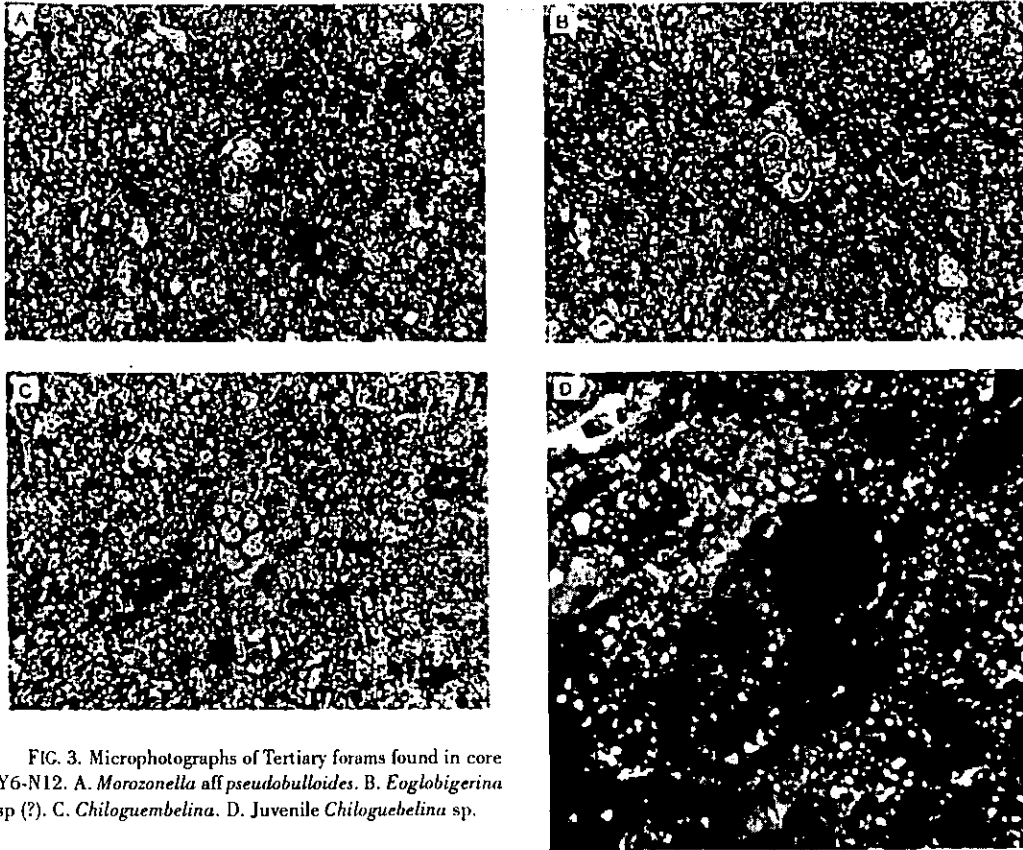 A
B
C
D
FIG. 3. Microphotographs of Tertiary forams found in core
Y6-N12. A. Morozonella aff pseudobulloides. B. Eoglobigerina
sp (?). C. Chiloguembelina. D. Juvenile Chiloguebelina sp.